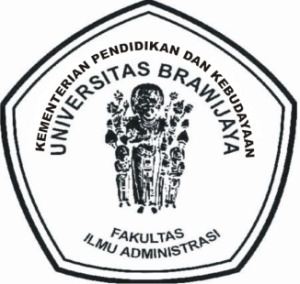 KEMENTERIAN PENDIDIKAN DAN KEBUDAYAAN
UNIVERSITAS BRAWIJAYA
FAKULTAS
ILMU ADMINISTRASI